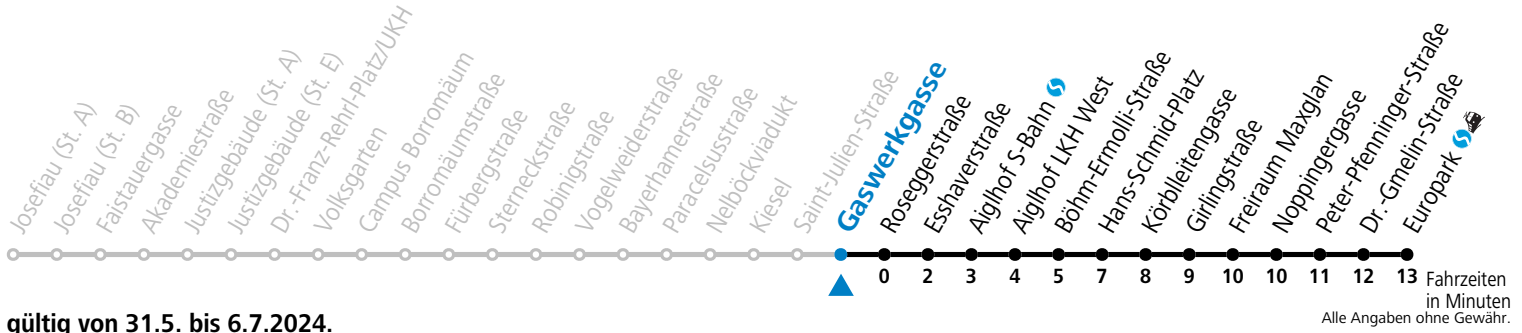 Josefiau (St. A)
Josefiau (St. B)
Faistauergasse
Akademiestraße
Justizgebäude (St. A)
Justizgebäude (St. E)
Dr.-Franz-Rehrl-Platz/UKH
Volksgarten
Campus Borromäum
Borromäumstraße
Fürbergstraße
Sterneckstraße
Robinigstraße
Vogelweiderstraße
Bayerhamerstraße
Paracelsusstraße
Nelböckviadukt
Kiesel
Saint-Julien-Straße
Gaswerkgasse
Roseggerstraße
Esshaverstraße
Aiglhof S-Bahn
Aiglhof LKH West
Böhm-Ermolli-Straße
Hans-Schmid-Platz
Körblleitengasse
Girlingstraße
Freiraum Maxglan
Noppingergasse
Peter-Pfenninger-Straße
Dr.-Gmelin-Straße
Europark
0 2 3 4 5 7 8 9 10 10 11 12 13 Fahrzeiten
in Minuten
Alle Angaben ohne Gewähr.
gültig von 31.5. bis 6.7.2024.